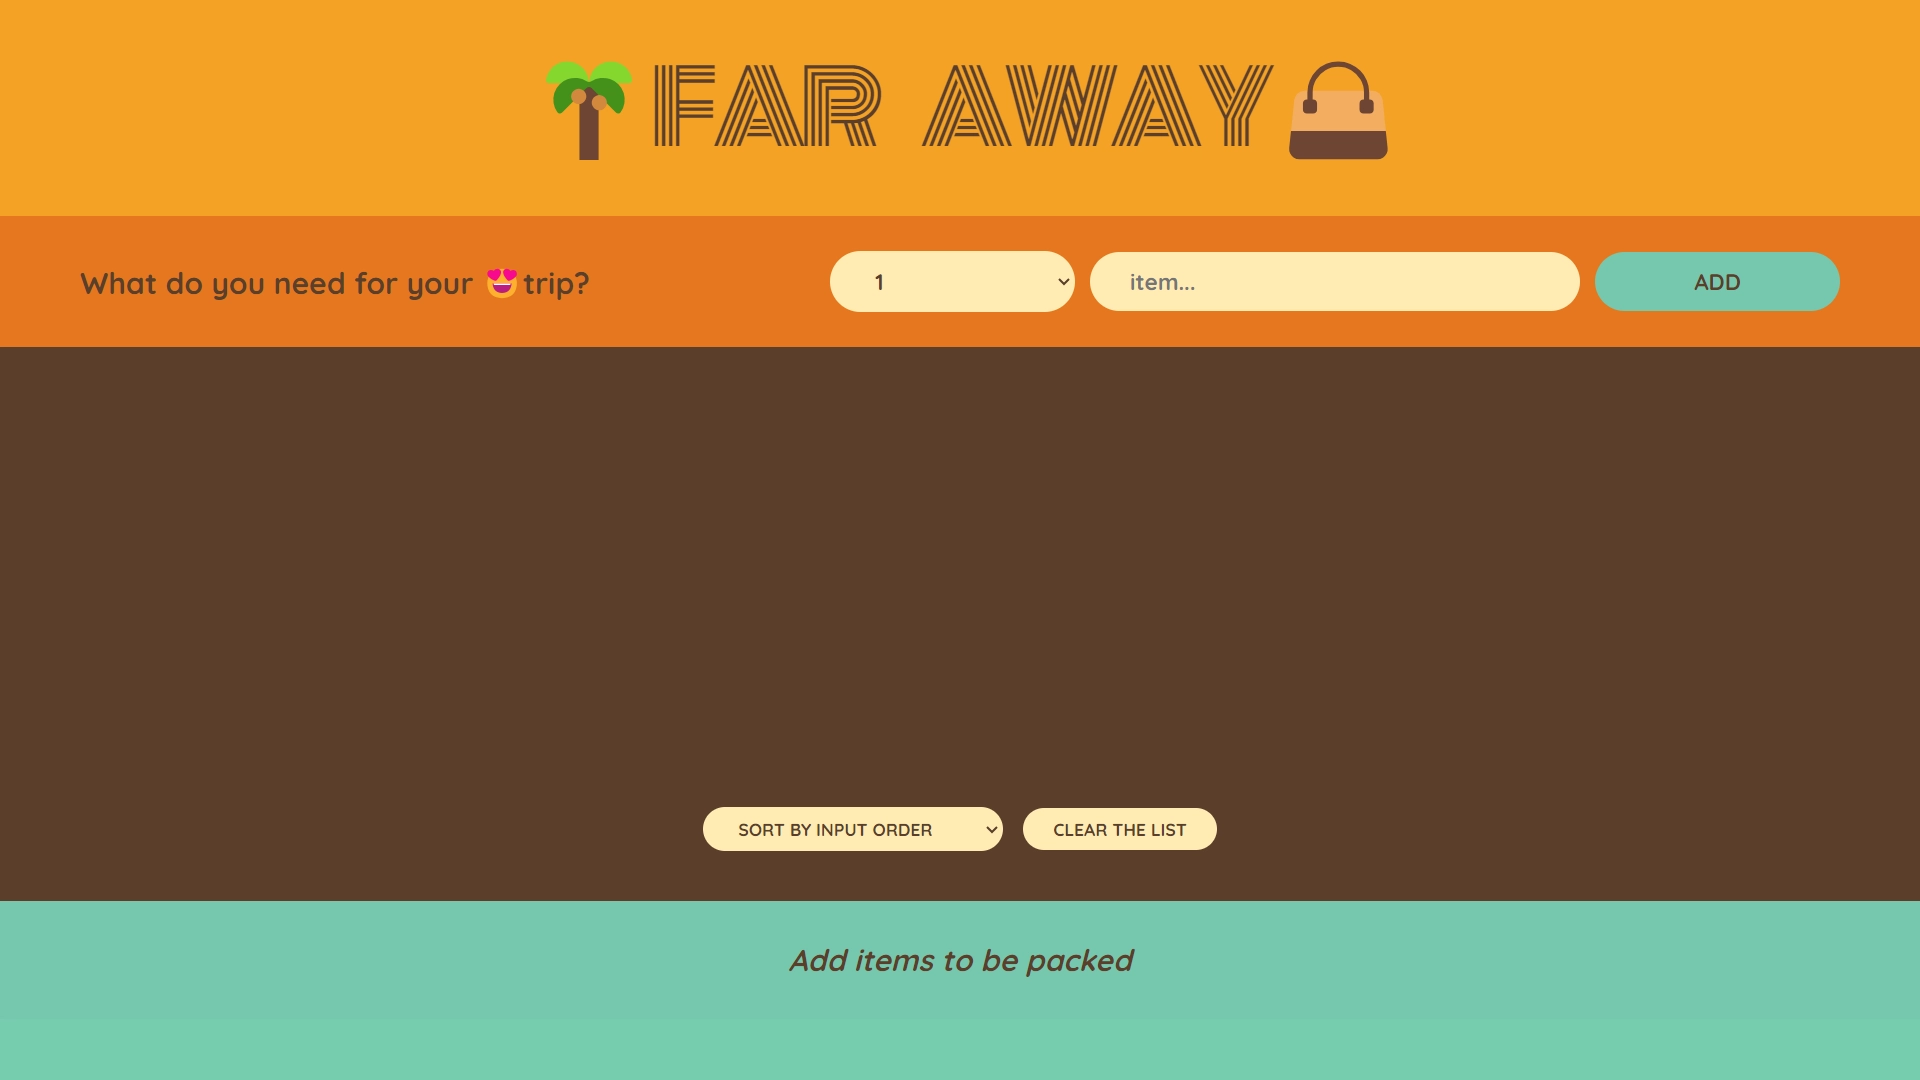 FAR AWAY
What do you need for your 😍 trip?
1
item...
ADD
SORT BY INPUT ORDER
CLEAR THE LIST
Add items to be packed